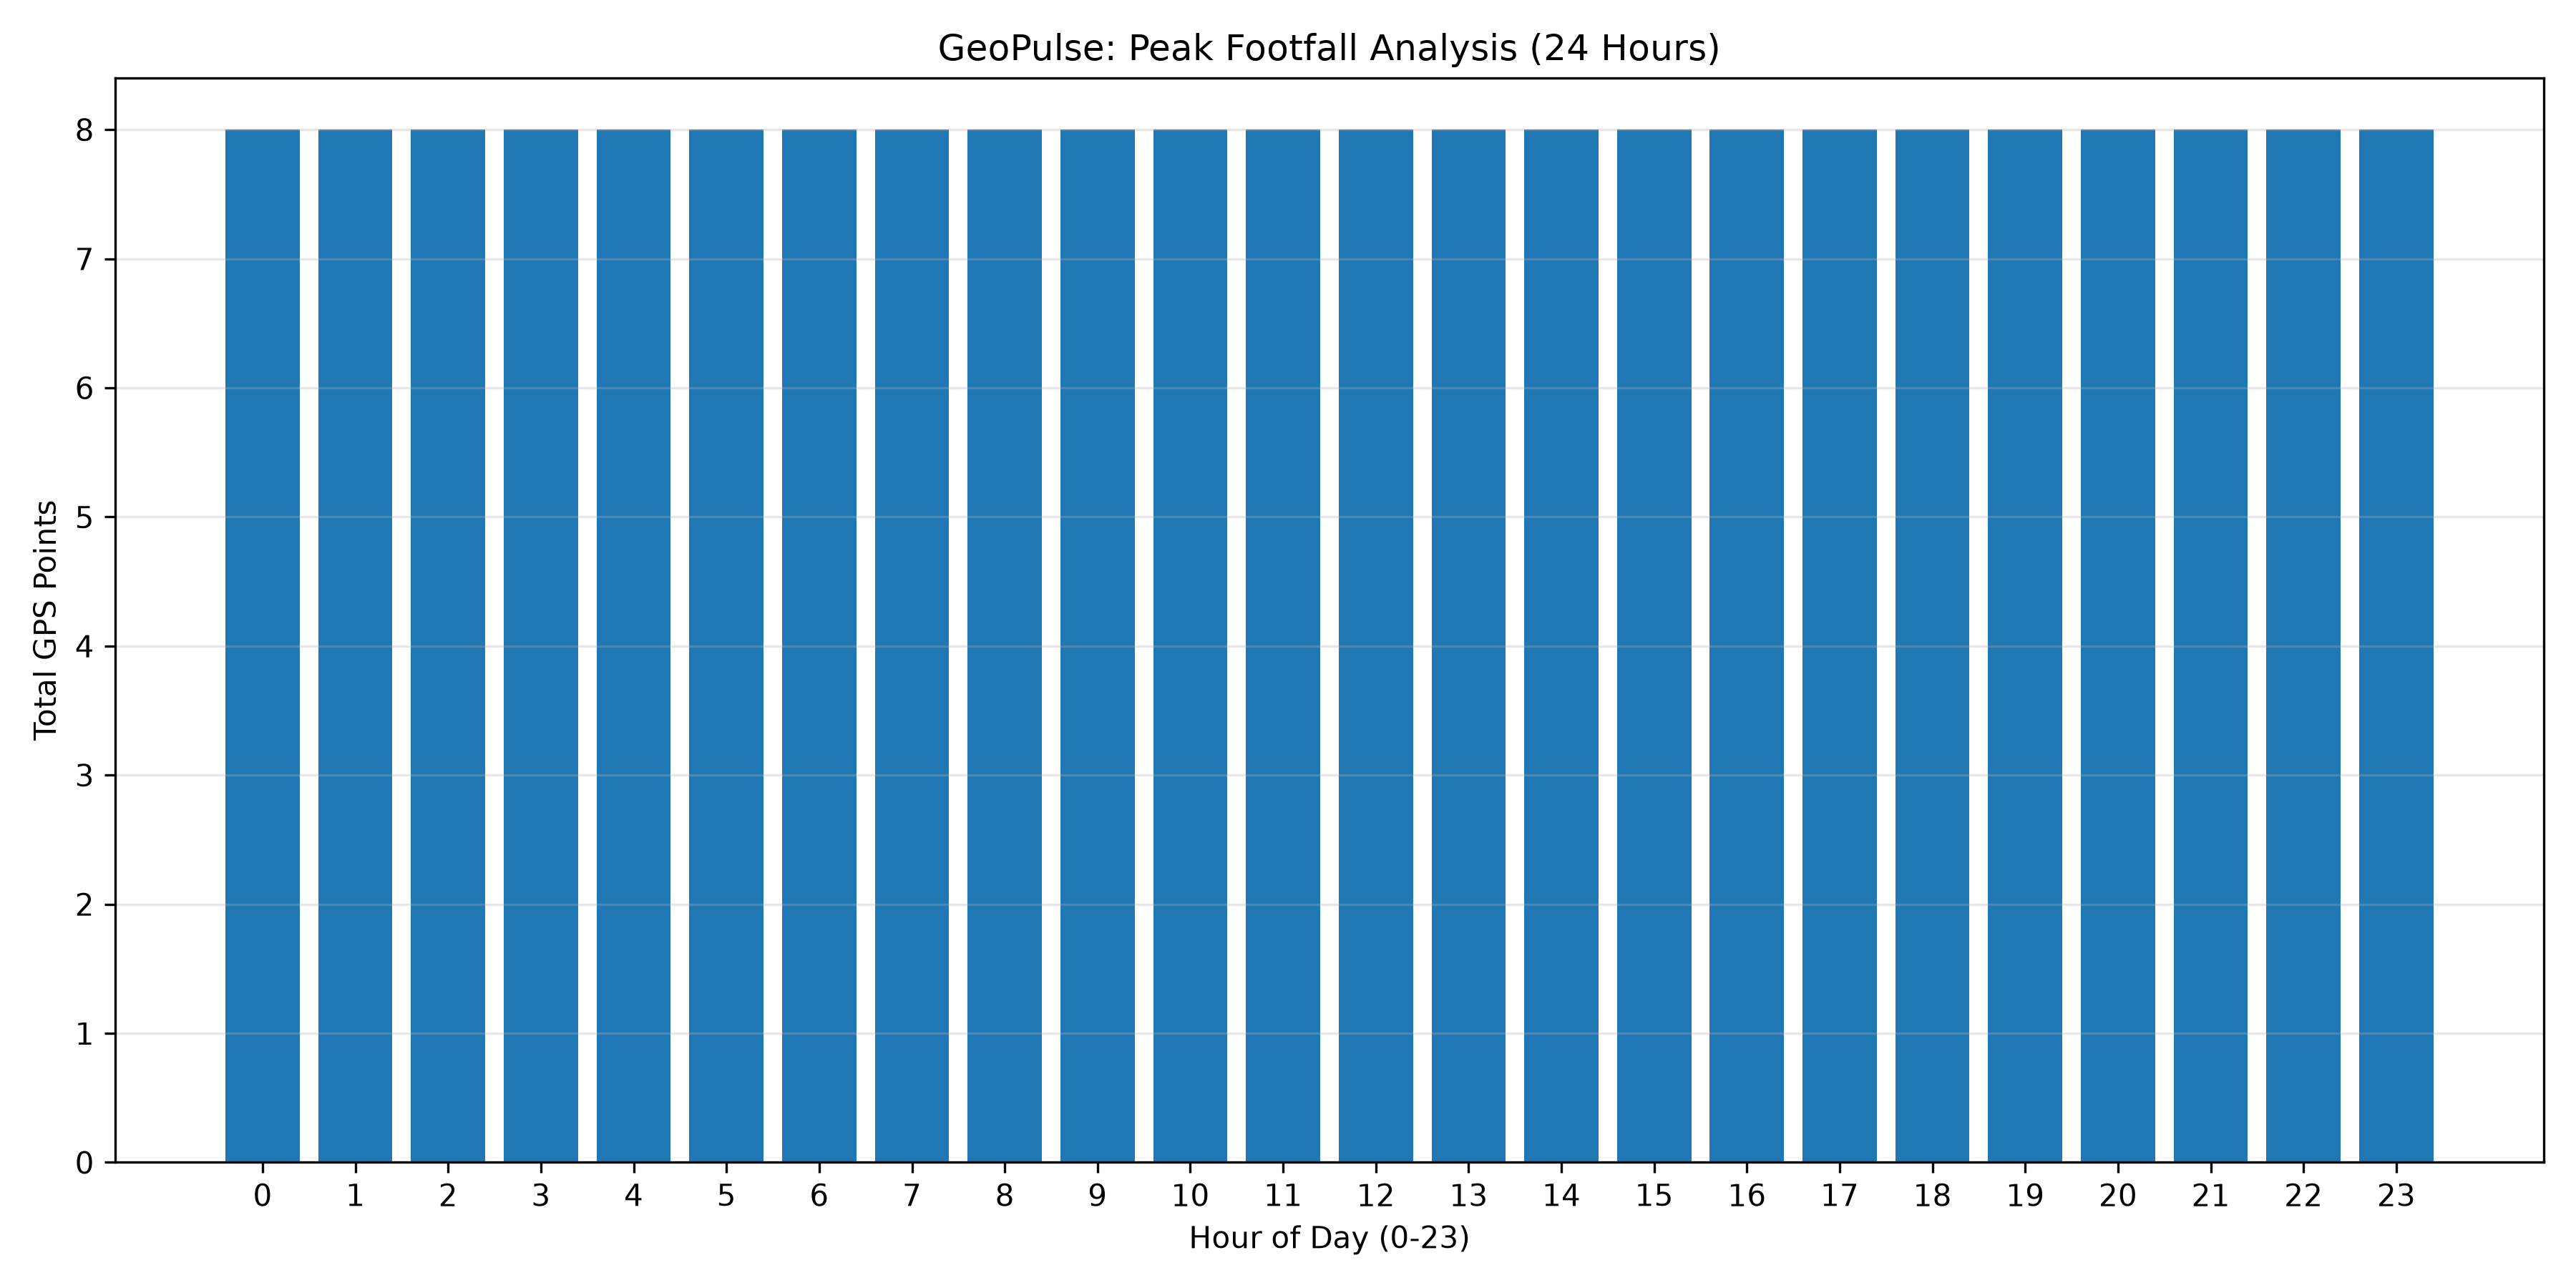 GeoPulse: Peak Footfall Analysis (24 Hours)
Total GPS Points
8
7
6
5
4
3
2
1
0
0 1 2 3 4 5 6 7 8 9 10 11 12 13 14 15 16 17 18 19 20 21 22 23
Hour of Day (0-23)